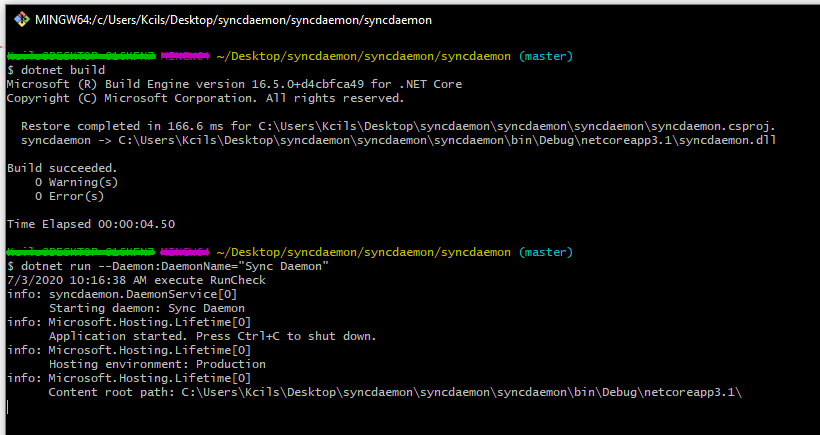 MINGW64:/c/Users/Kcils/Desktop/syncdaemon/syncdaemon/syncdaemon
~/Desktop/syncdaemon/syncdaemon/syncdaemon (master)
$ dotnet build
Microsoft (R) Build Engine version 16.5.0+d4cbfca49 for .NET Core
Copyright (C) Microsoft Corporation. All rights reserved.
Restore completed in 166.6 ms for C:\Users\Kcils\Desktop\syncdaemon\syncdaemon\syncdaemon\syncdaemon.csproj.
syncdaemon -> C:\Users\Kcils\Desktop\syncdaemon\syncdaemon\syncdaemon\bin\Debug\netcoreapp3.1\syncdaemon.dll
Build succeeded.
0 Warning(s)
0 Error(s)
Time Elapsed 00:00:04.50
~/Desktop/syncdaemon/syncdaemon/syncdaemon (master)
$ dotnet run --Daemon:DaemonName="Sync Daemon"
7/3/2020 10:16:38 AM execute RunCheck
info: syncdaemon.DaemonService[0]
Starting daemon: Sync Daemon
info: Microsoft.Hosting.Lifetime[0]
Application started. Press Ctrl+C to shut down.
info: Microsoft.Hosting.Lifetime[0]
Hosting environment: Production
info: Microsoft.Hosting.Lifetime[0]
Content root path: C:\Users\Kcils\Desktop\syncdaemon\syncdaemon\syncdaemon\bin\Debug\netcoreapp3.1\